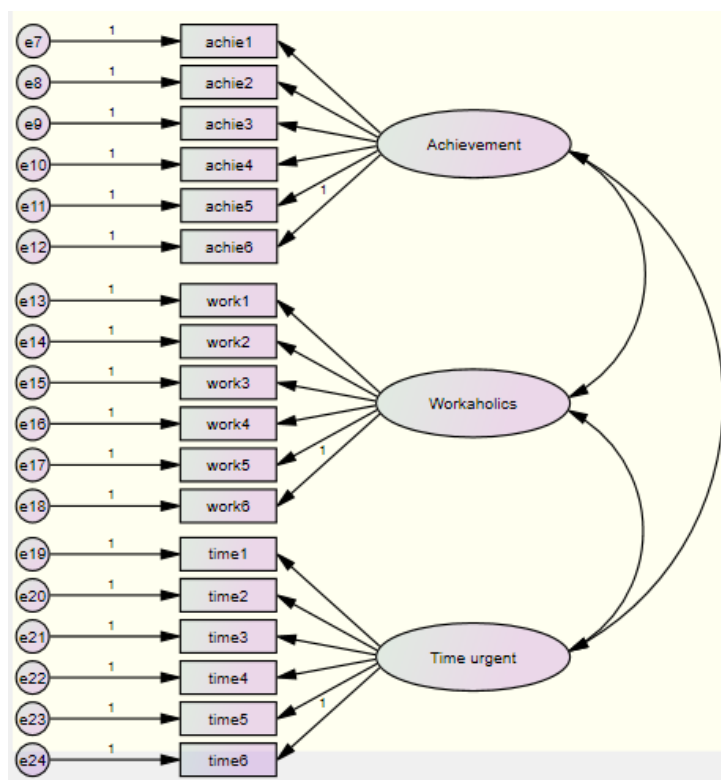 e7 1 achie1
e8 1 achie2
e9 1 achie3
Achievement
e10 1 achie4
e11 1 achie5
1
e12 1 achie6
e13 1 work1
e14 1 work2
e15 1 work3
Workaholics
e16 1 work4
e17 1 work5
1
e18 1 work6
e19 1 time1
e20 1 time2
e21 1 time3
Time urgent
e22 1 time4
e23 1 time5
1
e24 1 time6